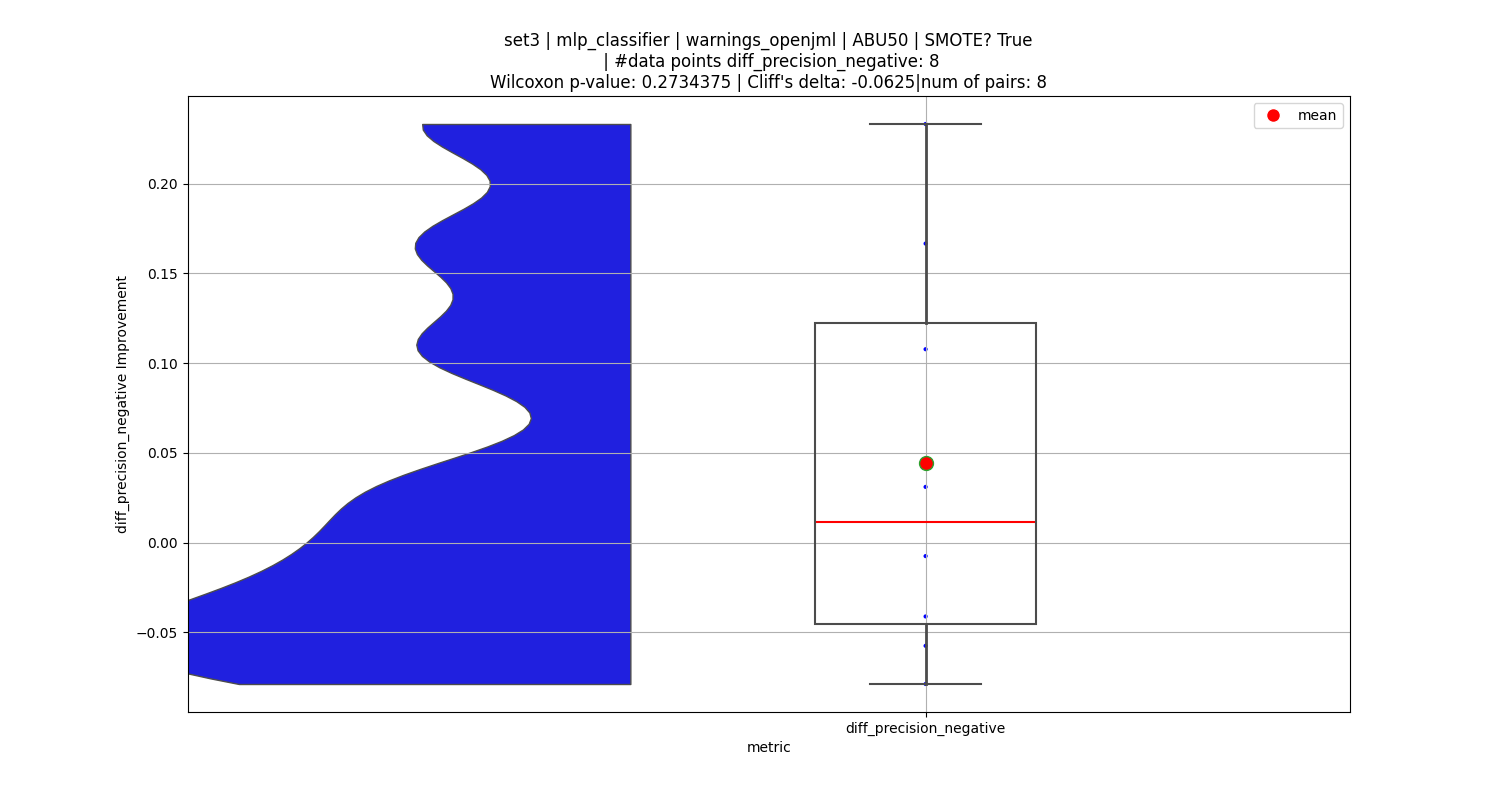 set3 | mlp_classifier | warnings_openjml | ABU50 | SMOTE? True
| #data points diff_precision_negative: 8
Wilcoxon p-value: 0.2734375 | Cliff's delta: -0.0625|num of pairs: 8
mean
0.20
0.15
0.10
0.05
0.00
−0.05
diff_precision_negative Improvement
diff_precision_negative
metric